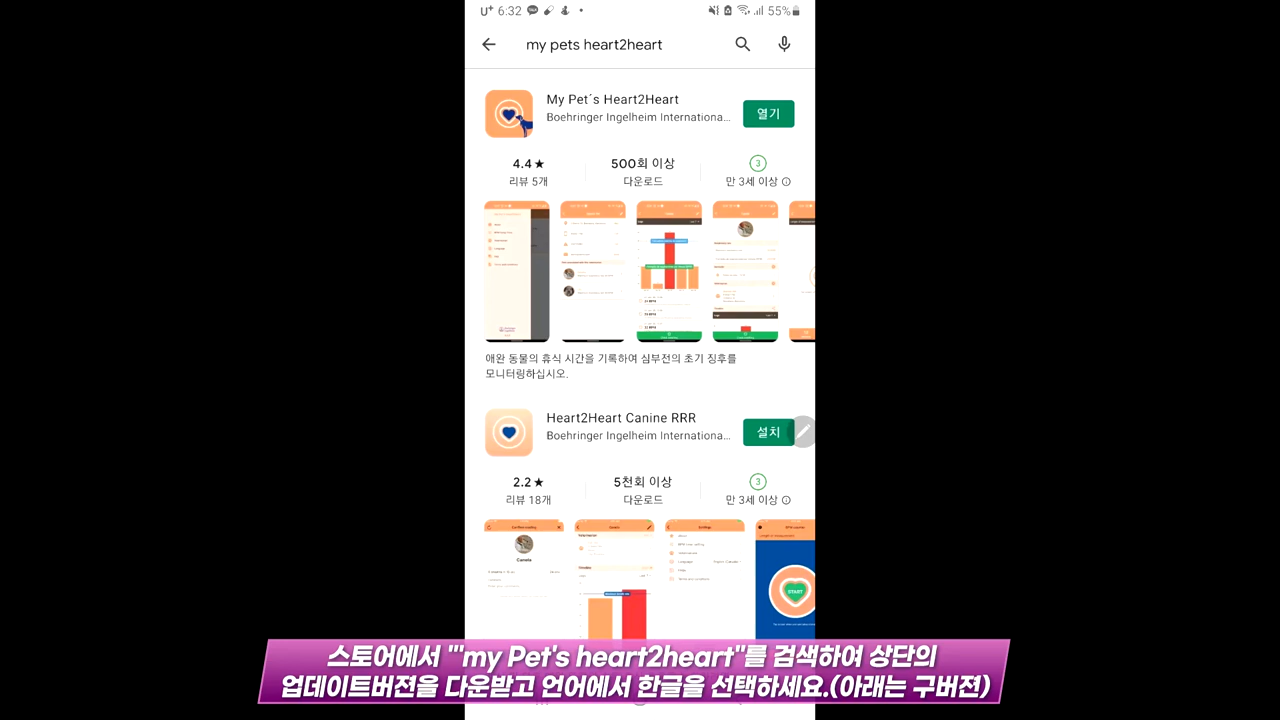 U+ 6:32
55%
my pets heart2heart
My Pet´s Heart2Heart
Boehringer Ingelheim Internationa...
열기
4.4★
500회 이상
3
리뷰 5개
다운로드
만 3세 이상
애완 동물의 휴식 시간을 기록하여 심부전의 초기 징후를
모니터링하십시오.
Heart2Heart Canine RRR
Boehringer Ingelheim Internationa...
설치
2.2★
5천회 이상
3
리뷰 18개
다운로드
만 3세 이상
START
스토어에서 "'my Pet's heart2heart"를 검색하여 상단의
업데이트버젼을 다운받고 언어에서 한글을 선택하세요.(아래는 구버젼)